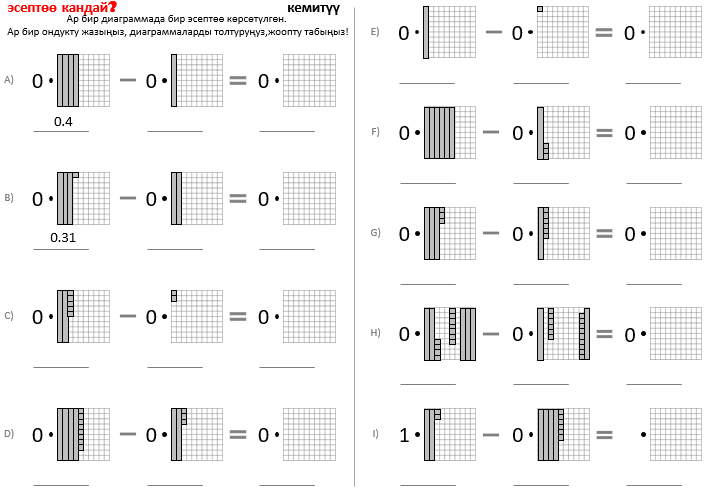 эсептөө кандай? кемитүү
Ар бир диаграммада бир эсептөө көрсөтүлгөн.
Ар бир ондукту жазыңыз, диаграммаларды толтуруңуз,жоопту табыңыз!
A) 0 • − 0 • = 0 •
0.4
B) 0 • − 0 • = 0 •
0.31
C) 0 • − 0 • = 0 •
D) 0 • − 0 • = 0 •
E) 0 • − 0 • = 0 •
F) 0 • − 0 • = 0 •
G) 0 • − 0 • = 0 •
H) 0 • − 0 • = 0 •
I) 1 • − 0 • = •